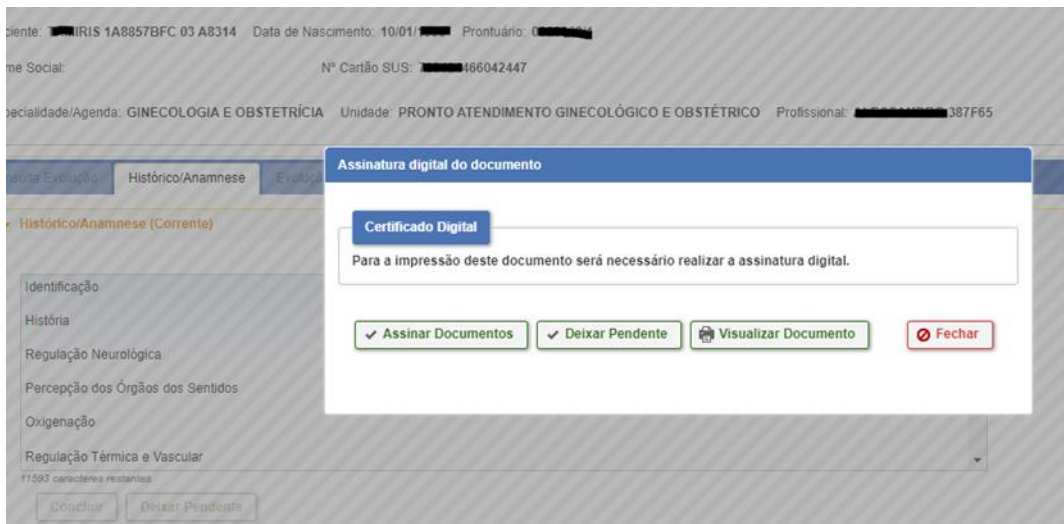 ciente: IRIS 1A8857BFC 03 A8314 Data de Nascimento: 10/01/ Prontuário:
me Social: Nº Cartão SUS: 466042447
pecialidade/Agenda: GINECOLOGIA E OBSTETRÍCIA Unidade: PRONTO ATENDIMENTO GINECOLÓGICO E OBSTÉTRICO Profissional: 387F65
Assinatura digital do documento
Evolução Histórico/Anamnese
Histórico/Anamnese (Corrente)
Certificado Digital
Para a impressão deste documento será necessário realizar a assinatura digital.
Assinar Documentos Deixar Pendente Visualizar Documento Fechar
Identificação
História
Regulação Neurológica
Percepção dos Órgãos dos Sentidos
Oxigenação
Regulação Térmica e Vascular
11593 caracteres restantes.
Concluir Deixar Pendente